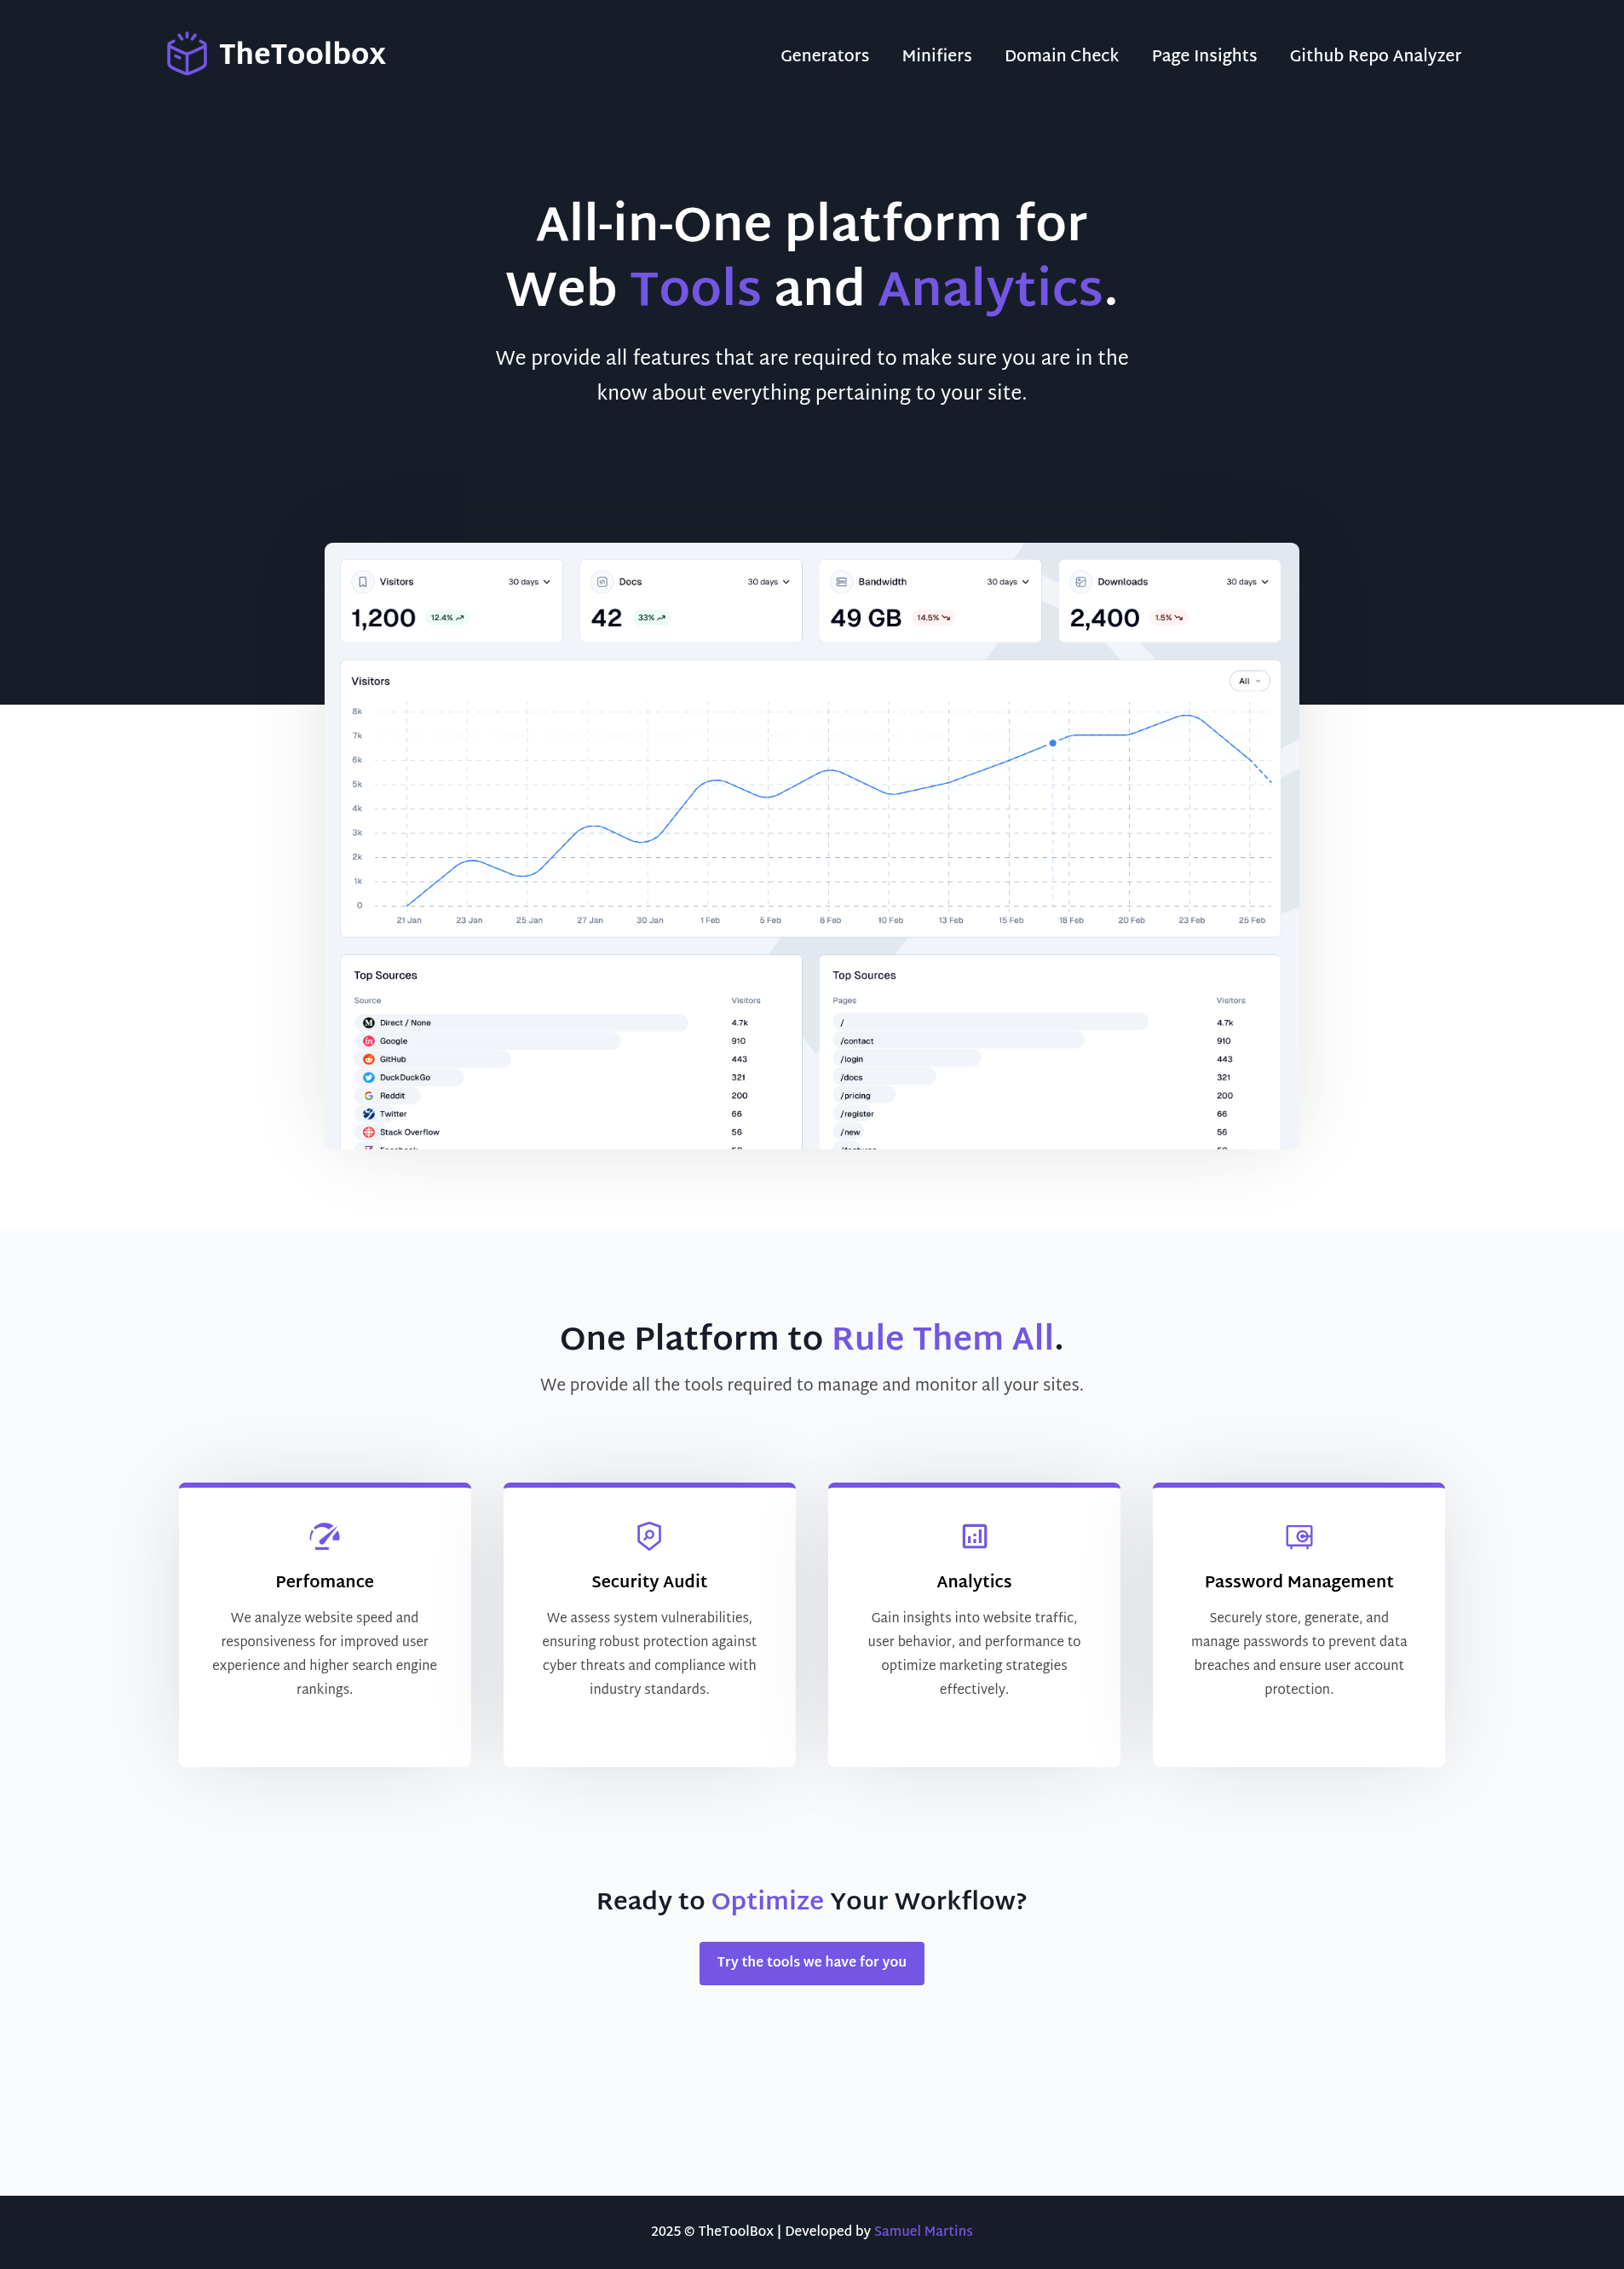 TheToolbox
Generators
Minifiers
Domain Check
Page Insights
Github Repo Analyzer
All-in-One platform for
Web Tools and Analytics.
We provide all features that are required to make sure you are in the
know about everything pertaining to your site.
Visitors
30 days
1,200
12.4%
Docs
30 days
42
33%
Bandwidth
30 days
49 GB
14.5%
Downloads
30 days
2,400
1.5%
Visitors
All
8k
7k
6k
5k
4k
3k
2k
1k
0
21 Jan
23 Jan
25 Jan
27 Jan
30 Jan
1 Feb
5 Feb
8 Feb
10 Feb
13 Feb
15 Feb
18 Feb
20 Feb
23 Feb
25 Feb
Top Sources
Source Visitors
Direct / None 4.7k
Google 910
GitHub 443
DuckDuckGo 321
Reddit 200
Twitter 66
Stack Overflow 56
Top Sources
Pages Visitors
/ 4.7k
/contact 910
/login 443
/docs 321
/pricing 200
/register 66
/new 56
One Platform to Rule Them All.
We provide all the tools required to manage and monitor all your sites.
Perfomance
We analyze website speed and
responsiveness for improved user
experience and higher search engine
rankings.
Security Audit
We assess system vulnerabilities,
ensuring robust protection against
cyber threats and compliance with
industry standards.
Analytics
Gain insights into website traffic,
user behavior, and performance to
optimize marketing strategies
effectively.
Password Management
Securely store, generate, and
manage passwords to prevent data
breaches and ensure user account
protection.
Ready to Optimize Your Workflow?
Try the tools we have for you
2025 © TheToolBox | Developed by Samuel Martins